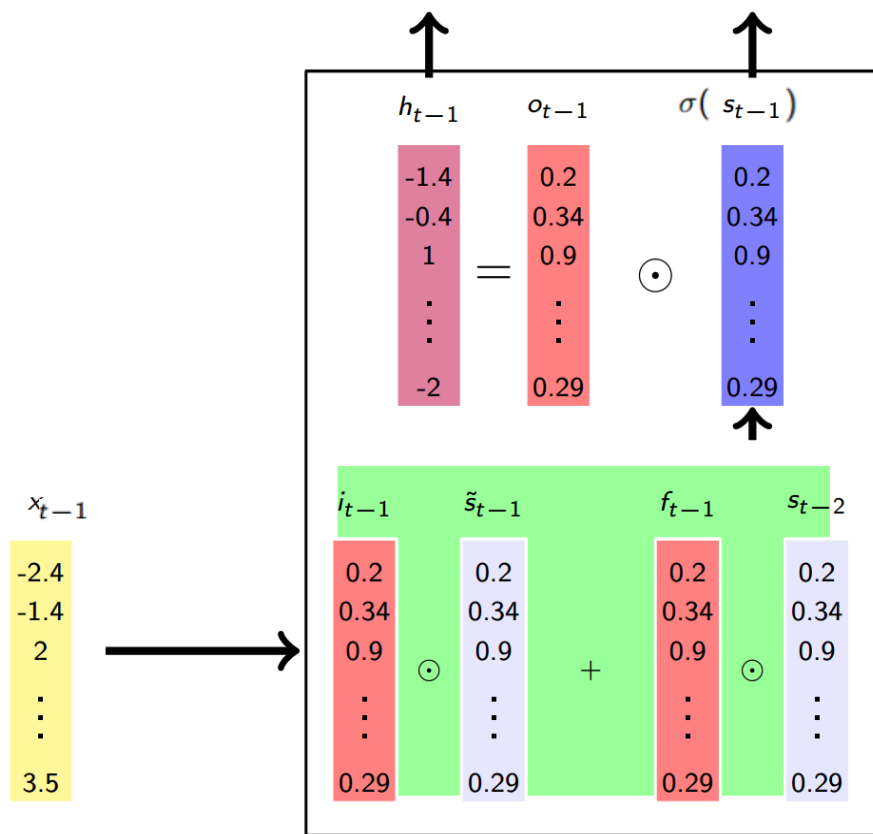 h_{t−1} o_{t−1} σ( s_{t−1})
-1.4 0.2 0.2
-0.4 0.34 0.34
1 = 0.9 ⊙ 0.9
⋮ ⋮ ⋮
-2 0.29 0.29
x_{t−1} i_{t−1} s̃_{t−1} f_{t−1} s_{t−2}
-2.4 0.2 0.2 0.2 0.2
-1.4 0.34 0.34 0.34 0.34
2 0.9 ⊙ 0.9 + 0.9 ⊙ 0.9
⋮ ⋮ ⋮ ⋮ ⋮
3.5 0.29 0.29 0.29 0.29